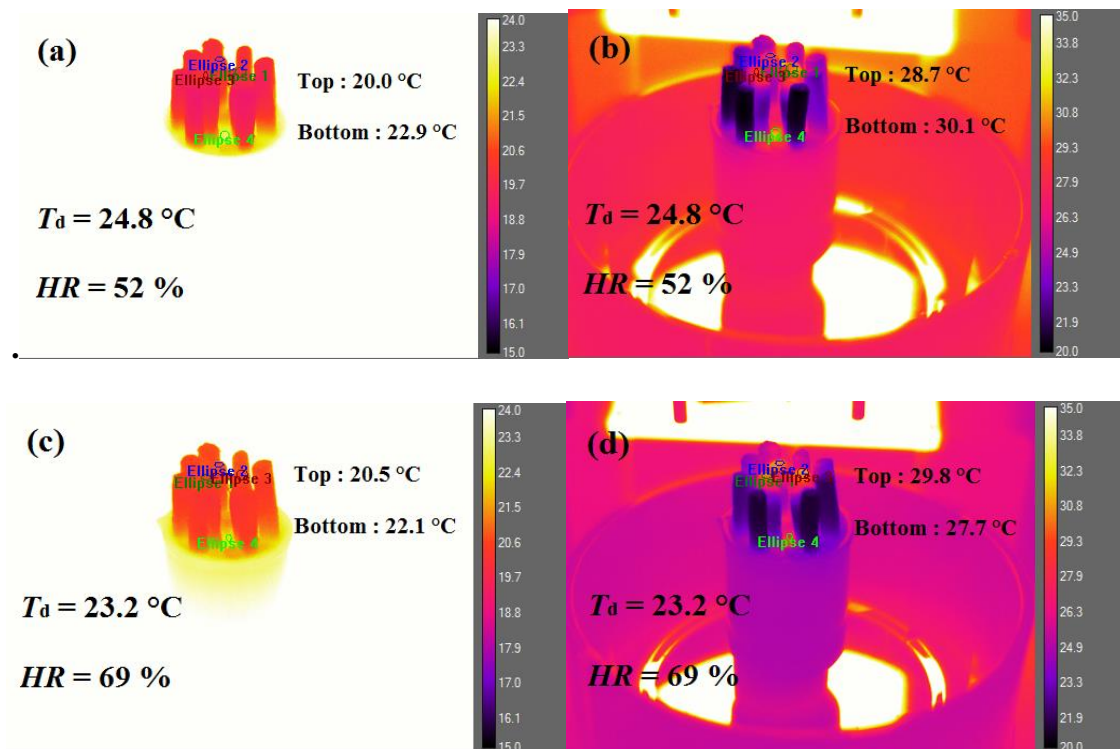 (a)
Ellipse 2
Ellipse 1
Ellipse 3
Top : 20.0 °C
Ellipse 4
Bottom : 22.9 °C
Td = 24.8 °C
HR = 52 %
24.0
23.3
22.4
21.5
20.6
19.7
18.8
17.9
17.0
16.1
15.0
(b)
Ellipse 2
Top : 28.7 °C
Ellipse 4
Bottom : 30.1 °C
Td = 24.8 °C
HR = 52 %
35.0
33.8
32.3
30.8
29.3
27.9
26.3
24.9
23.3
21.9
20.0
(c)
Ellipse 2
Ellipse 3
Top : 20.5 °C
Ellipse 4
Bottom : 22.1 °C
Td = 23.2 °C
HR = 69 %
24.0
23.3
22.4
21.5
20.6
19.7
18.8
17.9
17.0
16.1
15.0
(d)
Ellipse 2
Top : 29.8 °C
Ellipse 4
Bottom : 27.7 °C
Td = 23.2 °C
HR = 69 %
35.0
33.8
32.3
30.8
29.3
27.9
26.3
24.9
23.3
21.9
20.0